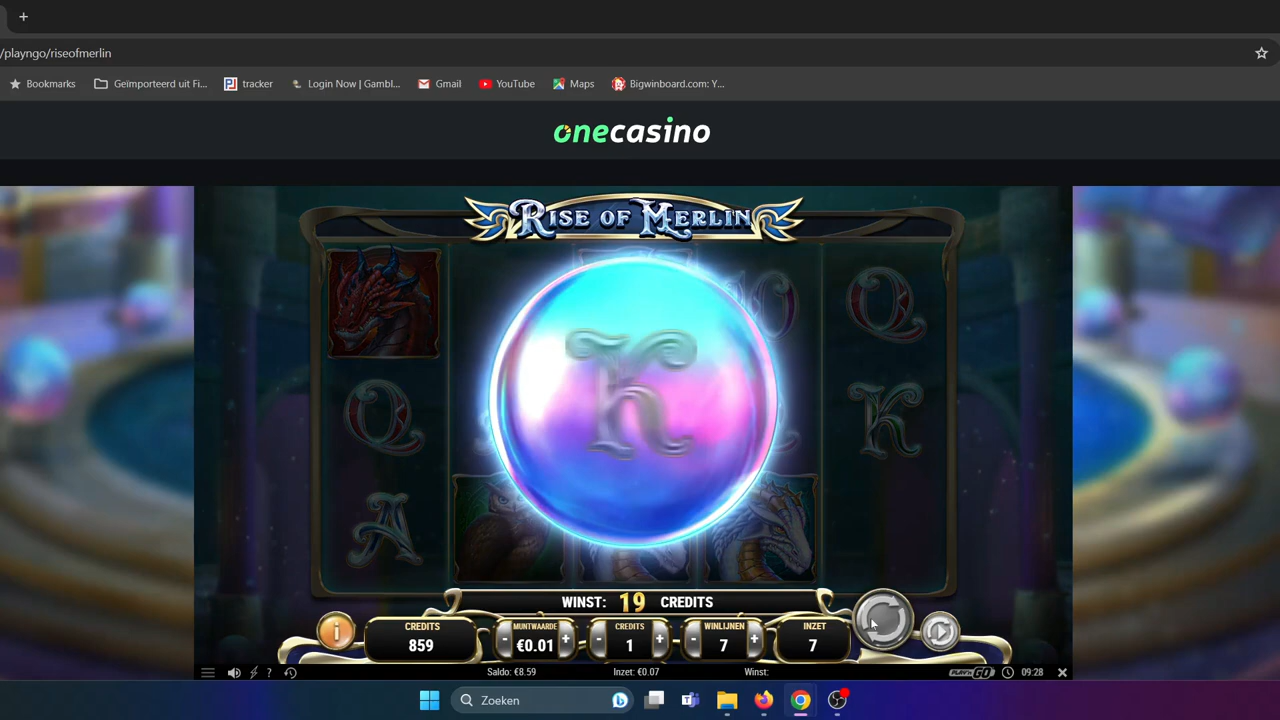 /playngo/riseofmerlin
Bookmarks Geïmporteerd uit Fi... tracker Login Now | Gambl... Gmail YouTube Maps Bigwinboard.com: Y...
onecasino
RISE OF MERLIN
Q
K
Q K
A
WINST: 19 CREDITS
CREDITS MUNTWAARDE CREDITS WINLIJNEN INZET
859 - €0.01 + - 1 + - 7 + 7
Saldo: €8.59 Inzet: €0.07 Winst: PLAY'N GO 09:28
Zoeken